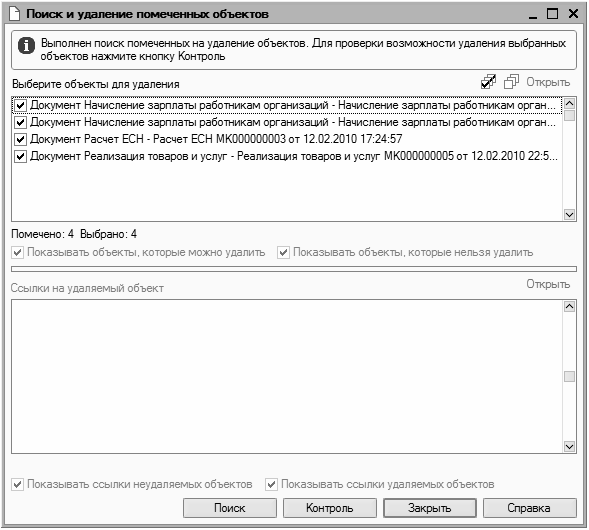 Поиск и удаление помеченных объектов
Выполнен поиск помеченных на удаление объектов. Для проверки возможности удаления выбранных
объектов нажмите кнопку Контроль
Выберите объекты для удаления
Открыть
Документ Начисление зарплаты работникам организаций - Начисление зарплаты работникам орган...
Документ Начисление зарплаты работникам организаций - Начисление зарплаты работникам орган...
Документ Расчет ЕСН - Расчет ЕСН МК000000003 от 12.02.2010 17:24:57
Документ Реализация товаров и услуг - Реализация товаров и услуг МК000000005 от 12.02.2010 22:5...
Помечено: 4 Выбрано: 4
Показывать объекты, которые можно удалить Показывать объекты, которые нельзя удалить
Ссылки на удаляемый объект Открыть
Показывать ссылки неудаляемых объектов Показывать ссылки удаляемых объектов
Поиск Контроль Закрыть Справка